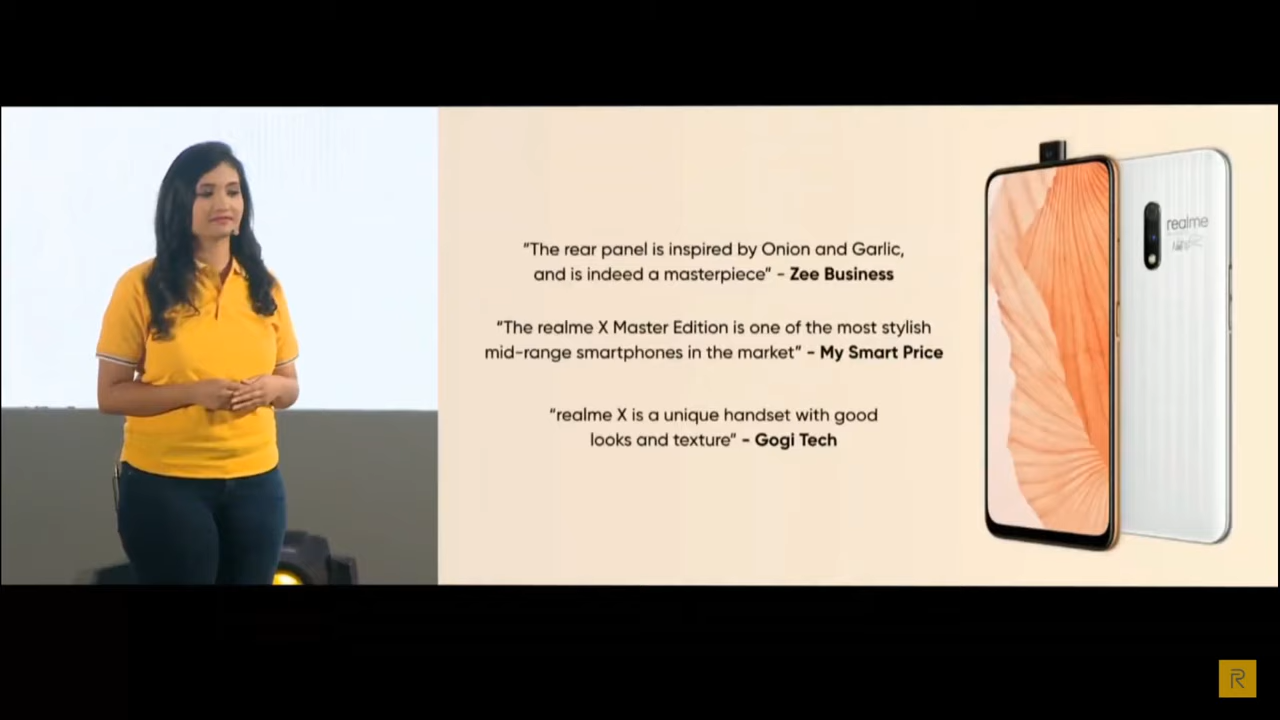 “The rear panel is inspired by Onion and Garlic,
and is indeed a masterpiece” - Zee Business
“The realme X Master Edition is one of the most stylish
mid-range smartphones in the market” - My Smart Price
“realme X is a unique handset with good
looks and texture” - Gogi Tech
realme
R